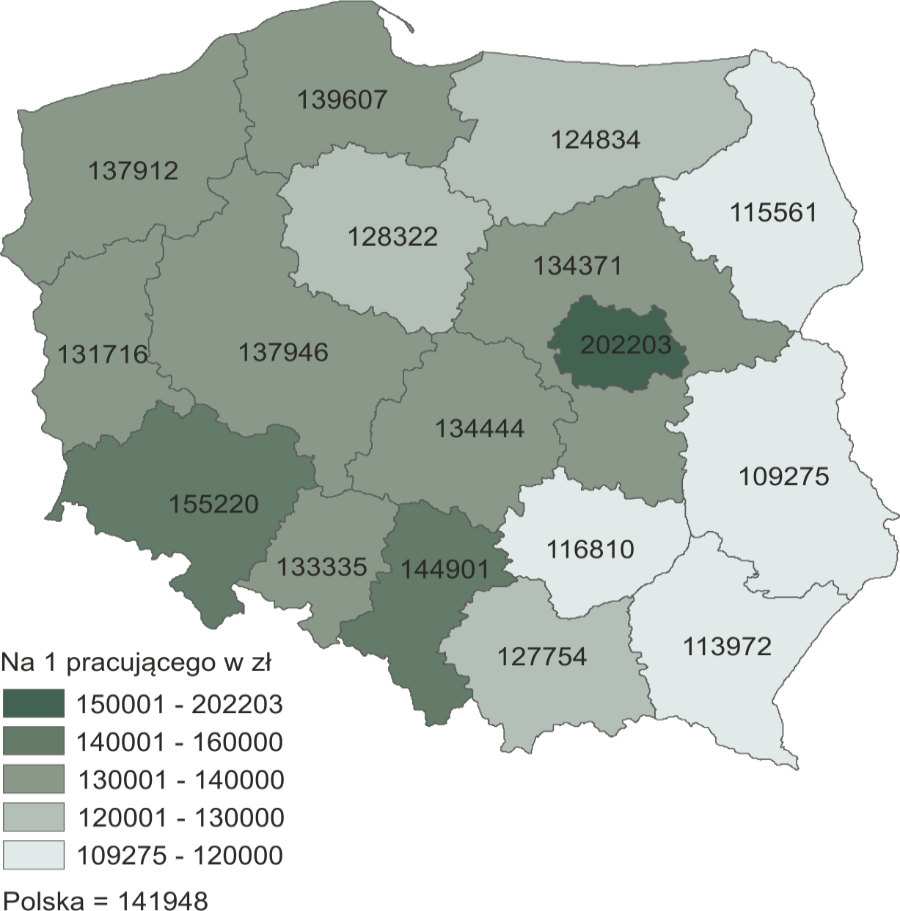 139607
124834
137912
115561
128322
134371
202203
131716
137946
134444
109275
155220
116810
133335
144901
113972
127754
Na 1 pracującego w zł
150001 - 202203
140001 - 160000
130001 - 140000
120001 - 130000
109275 - 120000
Polska = 141948